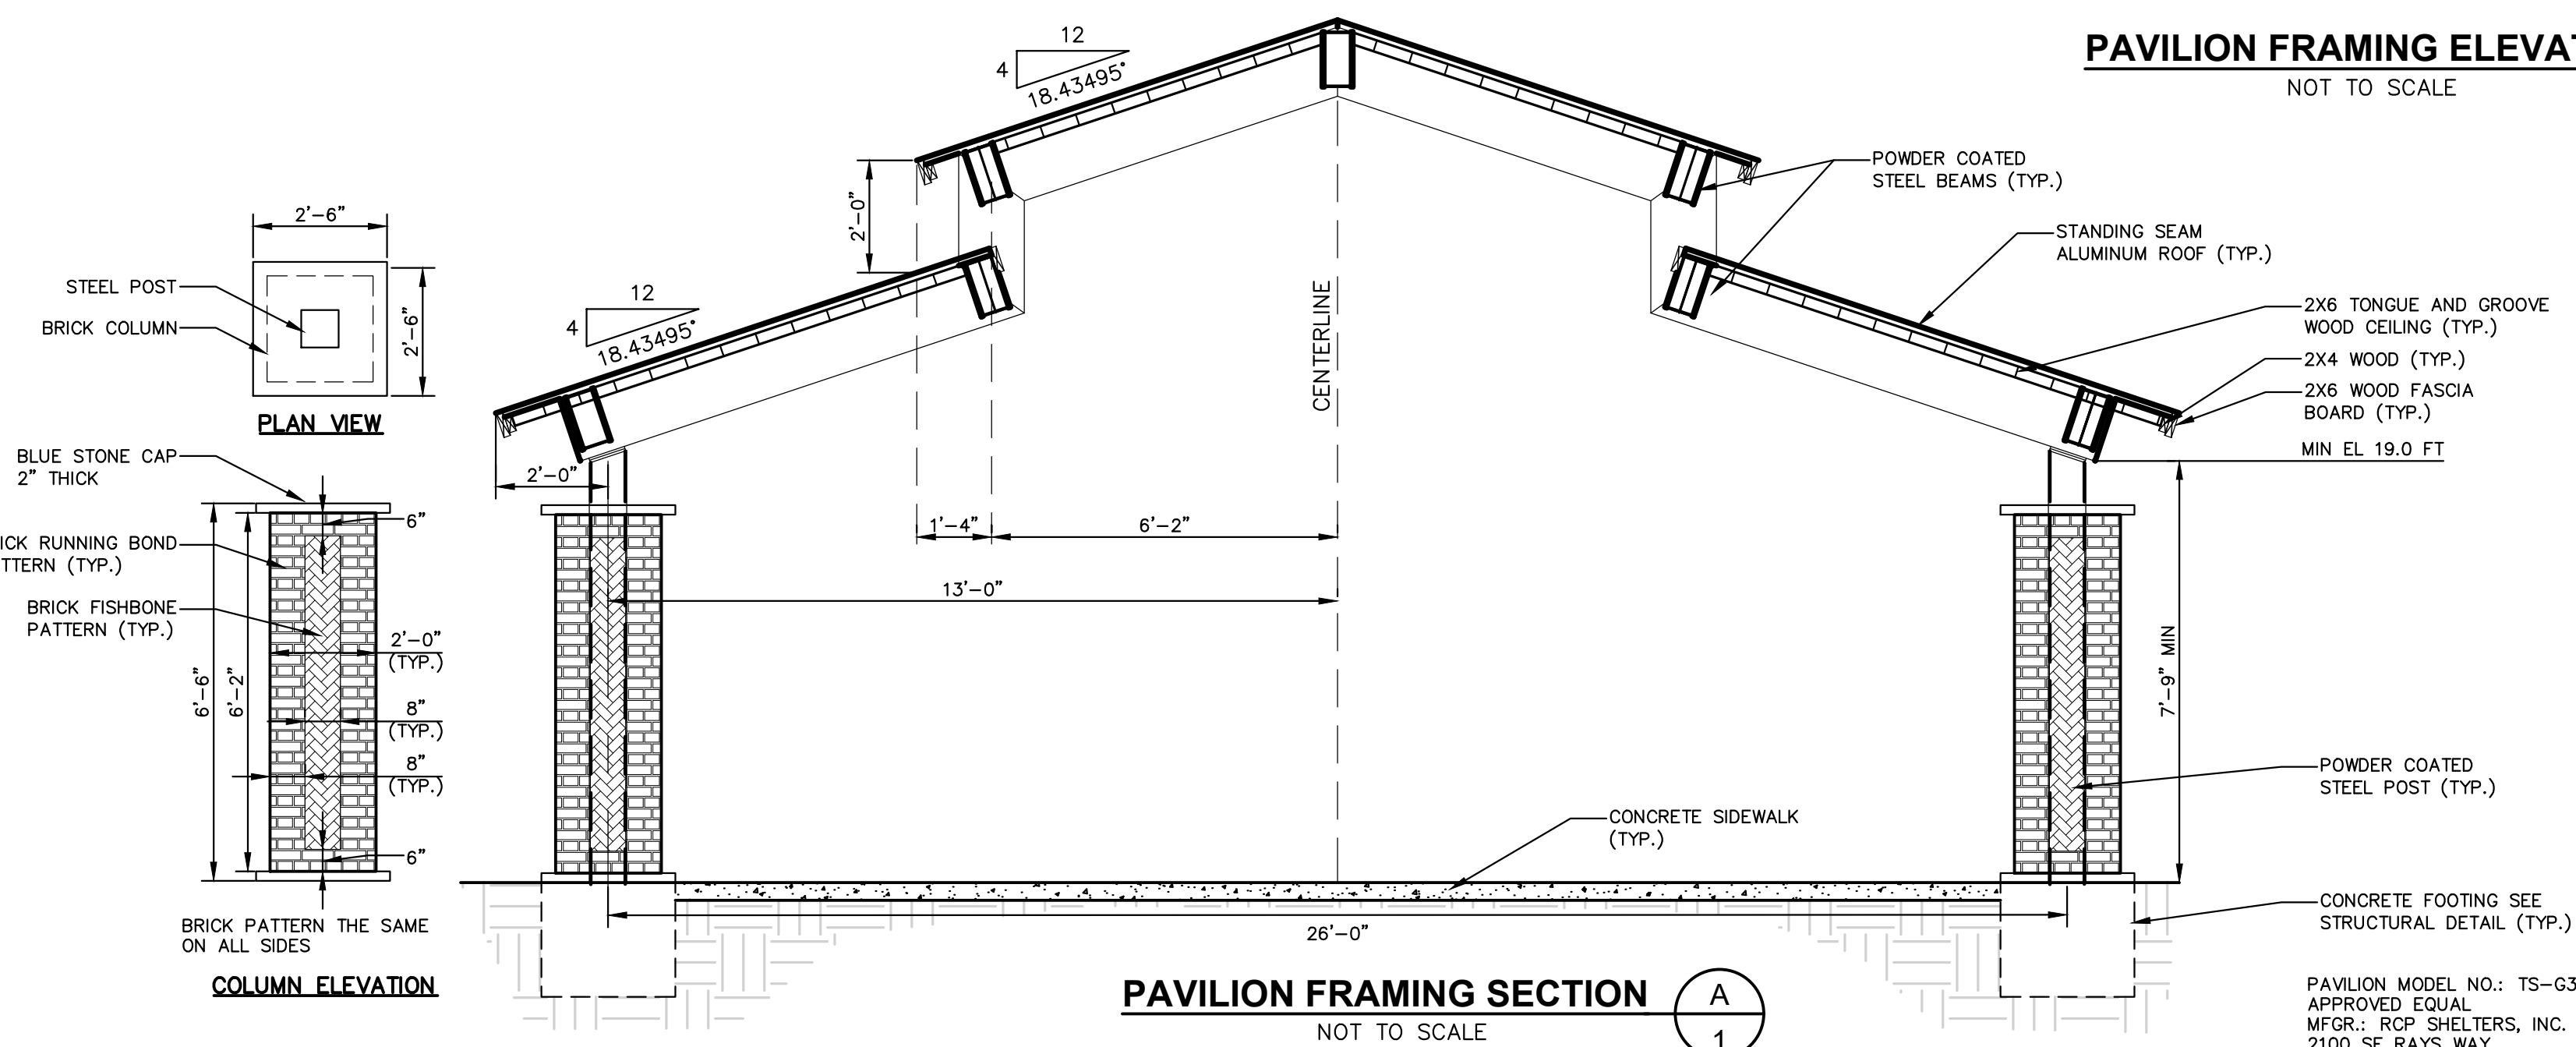 PAVILION FRAMING ELEVAT
NOT TO SCALE
12
4
18.43495°
2'-0"
POWDER COATED
STEEL BEAMS (TYP.)
STANDING SEAM
ALUMINUM ROOF (TYP.)
2X6 TONGUE AND GROOVE
WOOD CEILING (TYP.)
2X4 WOOD (TYP.)
2X6 WOOD FASCIA
BOARD (TYP.)
MIN EL 19.0 FT
12
4
18.43495°
CENTERLINE
2'-0"
1'-4"
6'-2"
13'-0"
7'-9" MIN
POWDER COATED
STEEL POST (TYP.)
CONCRETE SIDEWALK
(TYP.)
CONCRETE FOOTING SEE
STRUCTURAL DETAIL (TYP.)
26'-0"
PAVILION FRAMING SECTION
NOT TO SCALE
A
1
2'-6"
STEEL POST
BRICK COLUMN
2'-6"
PLAN VIEW
BLUE STONE CAP
2" THICK
6"
ICK RUNNING BOND
TTERN (TYP.)
BRICK FISHBONE
PATTERN (TYP.)
2'-0"
(TYP.)
6'-6"
6'-2"
8"
(TYP.)
8"
(TYP.)
6"
BRICK PATTERN THE SAME
ON ALL SIDES
COLUMN ELEVATION
PAVILION MODEL NO.: TS-G3
APPROVED EQUAL
MFGR.: RCP SHELTERS, INC.
2100 SE RAYS WAY